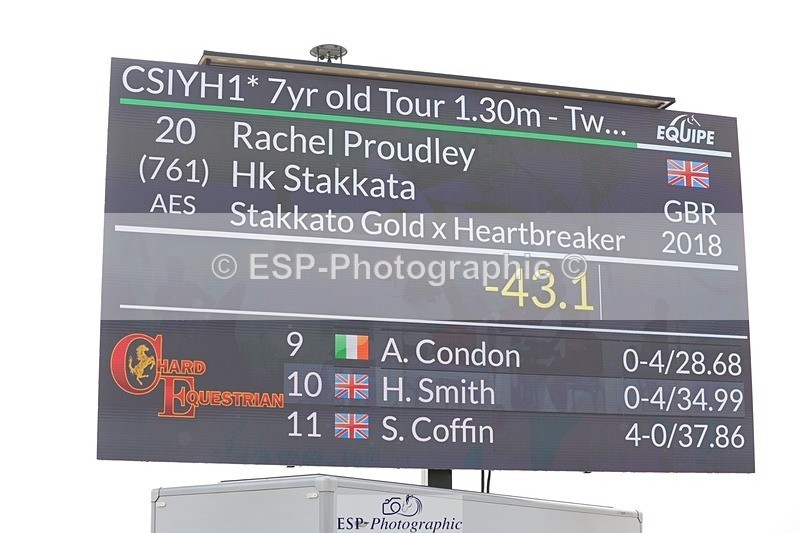 CSIYH1* 7yr old Tour 1.30m - Tw...
EQUIPE
20 Rachel Proudley
(761) Hk Stakkata
AES Stakkato Gold x Heartbreaker
GBR
2018
© ESP-Photographic ©
-43.1
CHARD
EQUESTRIAN
9 A. Condon 0-4/28.68
10 H. Smith 0-4/34.99
11 S. Coffin 4-0/37.86
ESP-Photographic